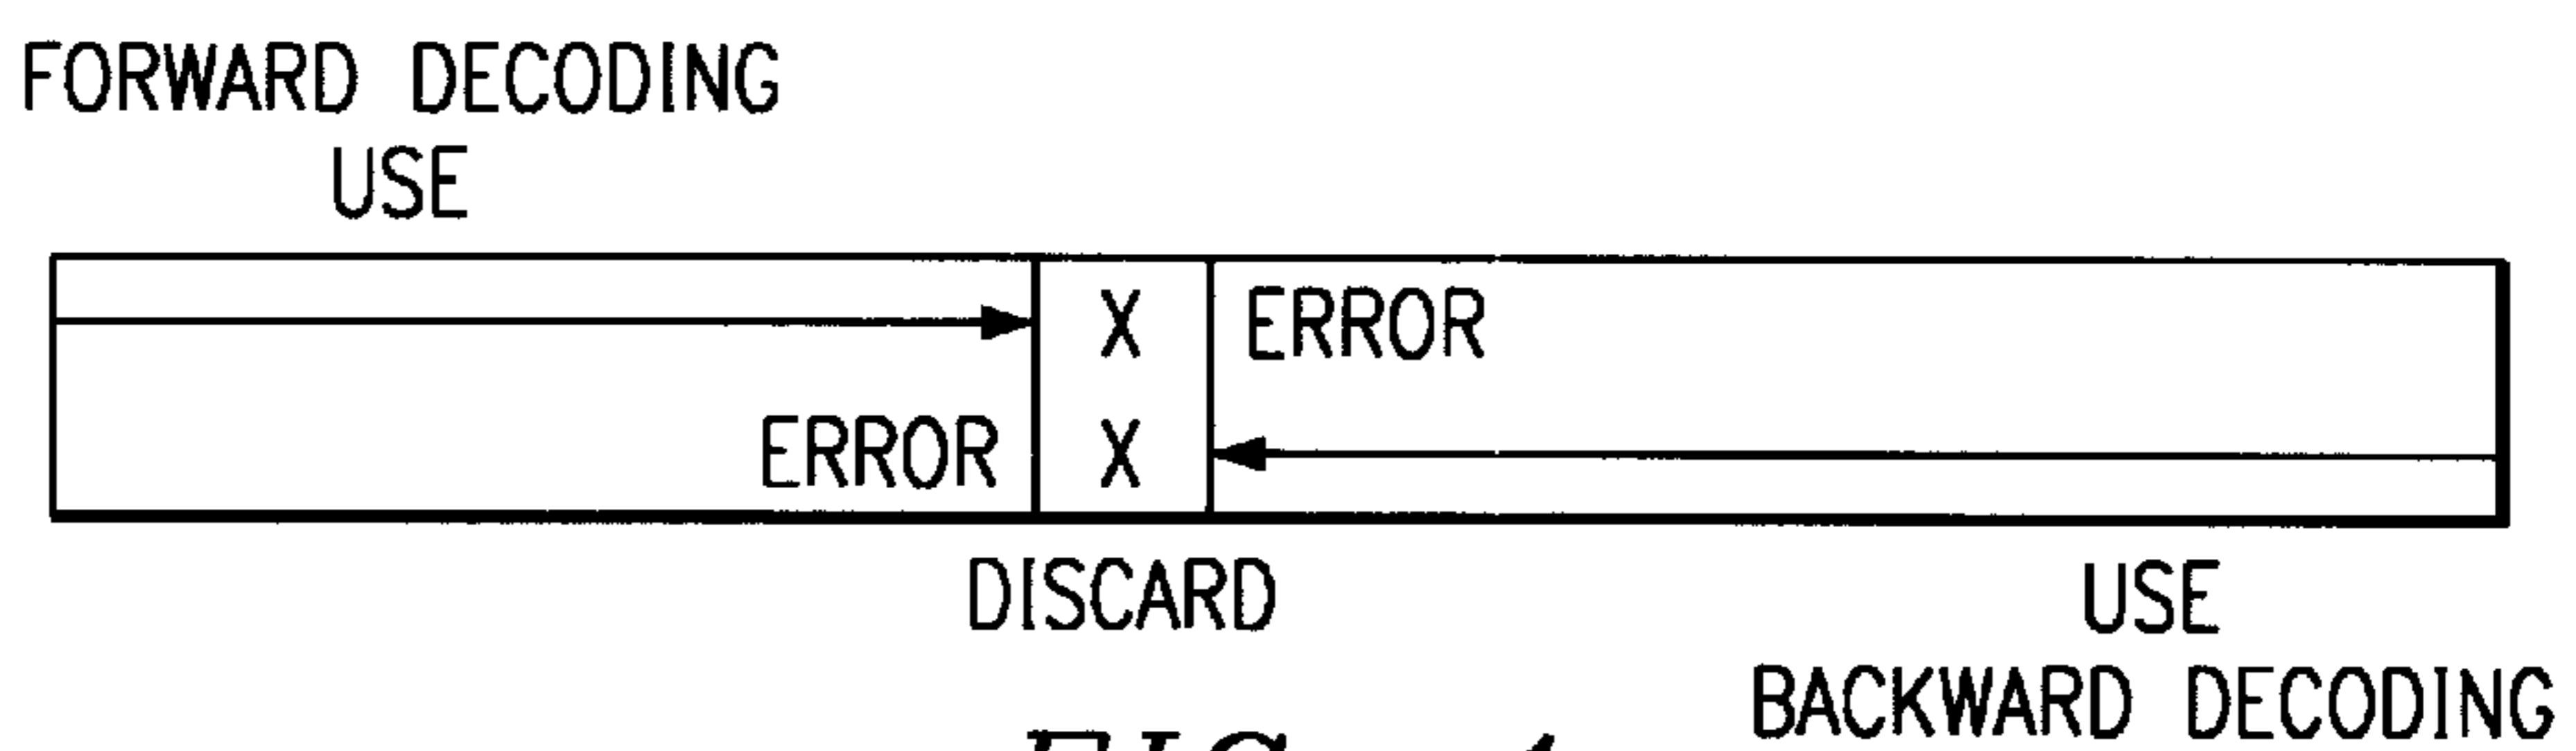 FORWARD DECODING
USE
X ERROR
ERROR X
DISCARD
USE
BACKWARD DECODING